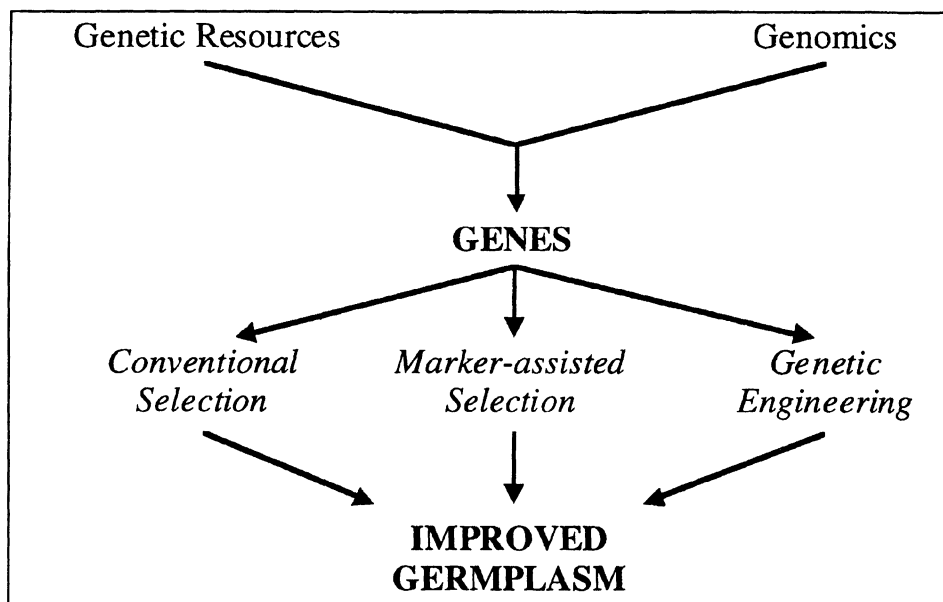 Genetic Resources
Genomics
GENES
Conventional
Selection
Marker-assisted
Selection
Genetic
Engineering
IMPROVED
GERMPLASM